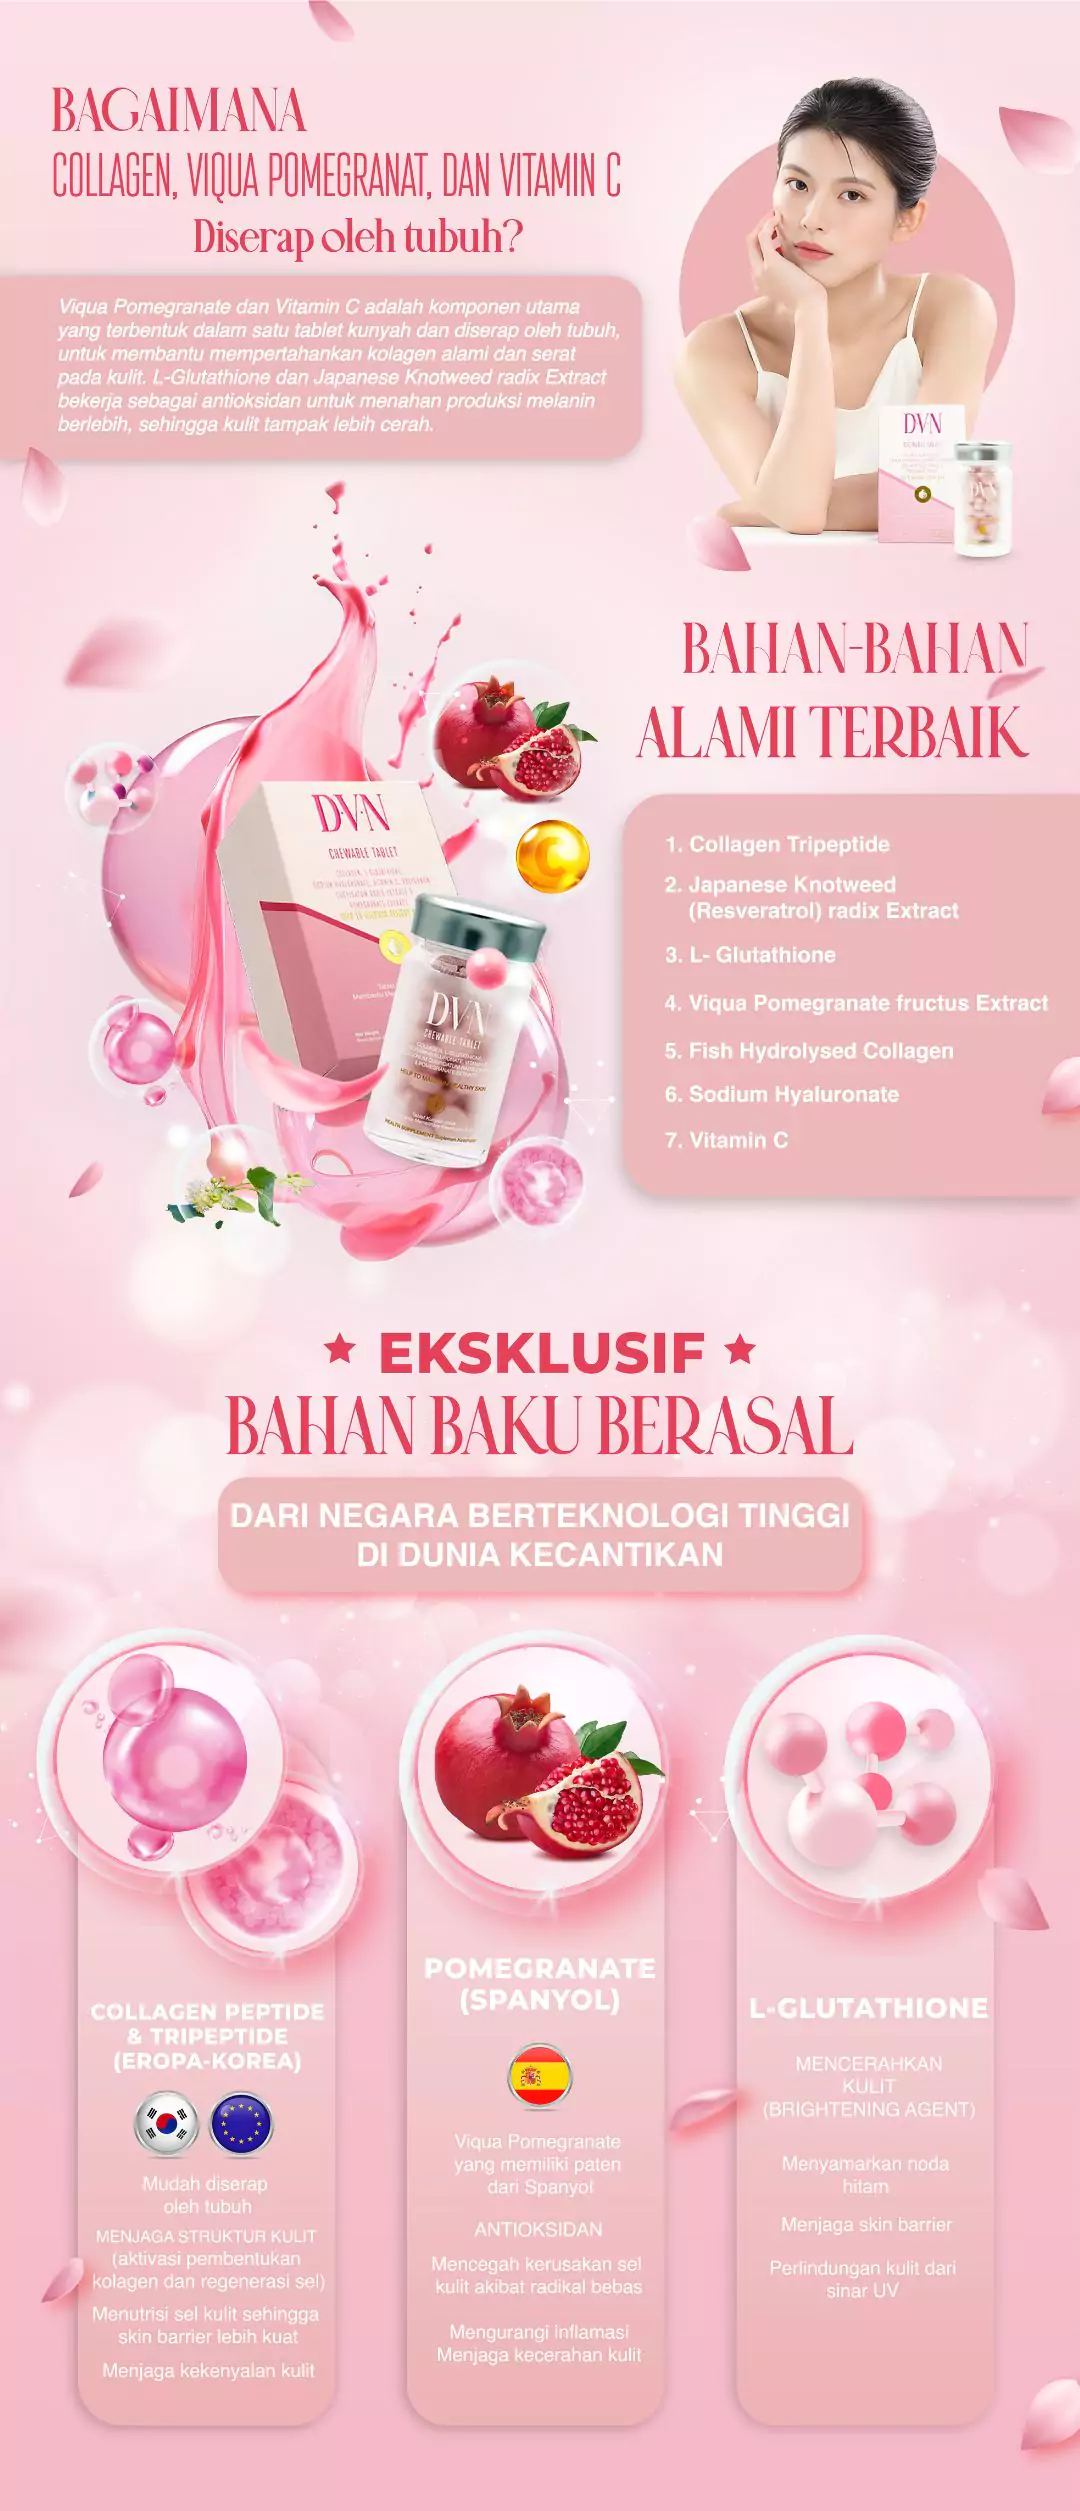 BAGAIMANA
COLLAGEN, VIQUA POMEGRANAT, DAN VITAMIN C
Diserap oleh tubuh?
Viqua Pomegranate dan Vitamin C adalah komponen utama
yang terbentuk dalam satu tablet kunyah dan diserap oleh tubuh,
untuk membantu mempertahankan kolagen alami dan serat
pada kulit. L-Glutathione dan Japanese Knotweed radix Extract
bekerja sebagai antioksidan untuk menahan produksi melanin
berlebih, sehingga kulit tampak lebih cerah.
DVN
BAHAN-BAHAN
ALAMI TERBAIK
D·V·N
CHEWABLE TABLET
C
D·V·N
CHEWABLE TABLET
1. Collagen Tripeptide
2. Japanese Knotweed
(Resveratrol) radix Extract
3. L- Glutathione
4. Viqua Pomegranate fructus Extract
5. Fish Hydrolysed Collagen
6. Sodium Hyaluronate
7. Vitamin C
EKSKLUSIF
BAHAN BAKU BERASAL
DARI NEGARA BERTEKNOLOGI TINGGI
DI DUNIA KECANTIKAN
COLLAGEN PEPTIDE
& TRIPEPTIDE
(EROPA-KOREA)
Mudah diserap
oleh tubuh
MENJAGA STRUKTUR KULIT
(aktivasi pembentukan
kolagen dan regenerasi sel)
Menutrisi sel kulit sehingga
skin barrier lebih kuat
Menjaga kekenyalan kulit
POMEGRANATE
(SPANYOL)
Viqua Pomegranate
yang memiliki paten
dari Spanyol
ANTIOKSIDAN
Mencegah kerusakan sel
kulit akibat radikal bebas
Mengurangi inflamasi
Menjaga kecerahan kulit
L-GLUTATHIONE
MENCERAHKAN
KULIT
(BRIGHTENING AGENT)
Menyamarkan noda
hitam
Menjaga skin barrier
Perlindungan kulit dari
sinar UV